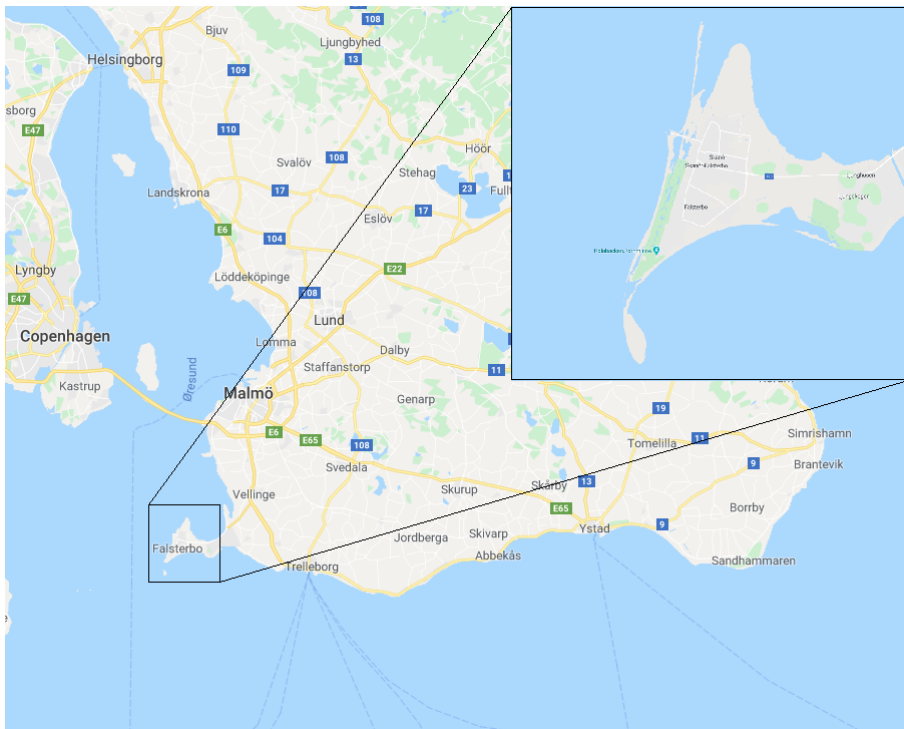 108
Bjuv
Ljungbyhed
Helsingborg
13
109
sborg
E47
110
108
Höör
Svalöv
Stehag
Landskrona
17
23
Fullt
17
Eslöv
E6
104
E22
Lyngby
Löddeköpinge
E47
108
Lund
Copenhagen
Lomma
Dalby
Staffanstorp
11
Kastrup
Øresund
Malmö
Genarp
19
E6
E65
108
Tomelilla
11
Simrishamn
Svedala
9
Brantevik
Skårby
13
Vellinge
Skurup
E65
Borrby
Ystad
9
Jordberga
Skivarp
Falsterbo
Abbekås
Sandhammaren
Trelleborg
Skanör
Ljunghusen
Falsterbo